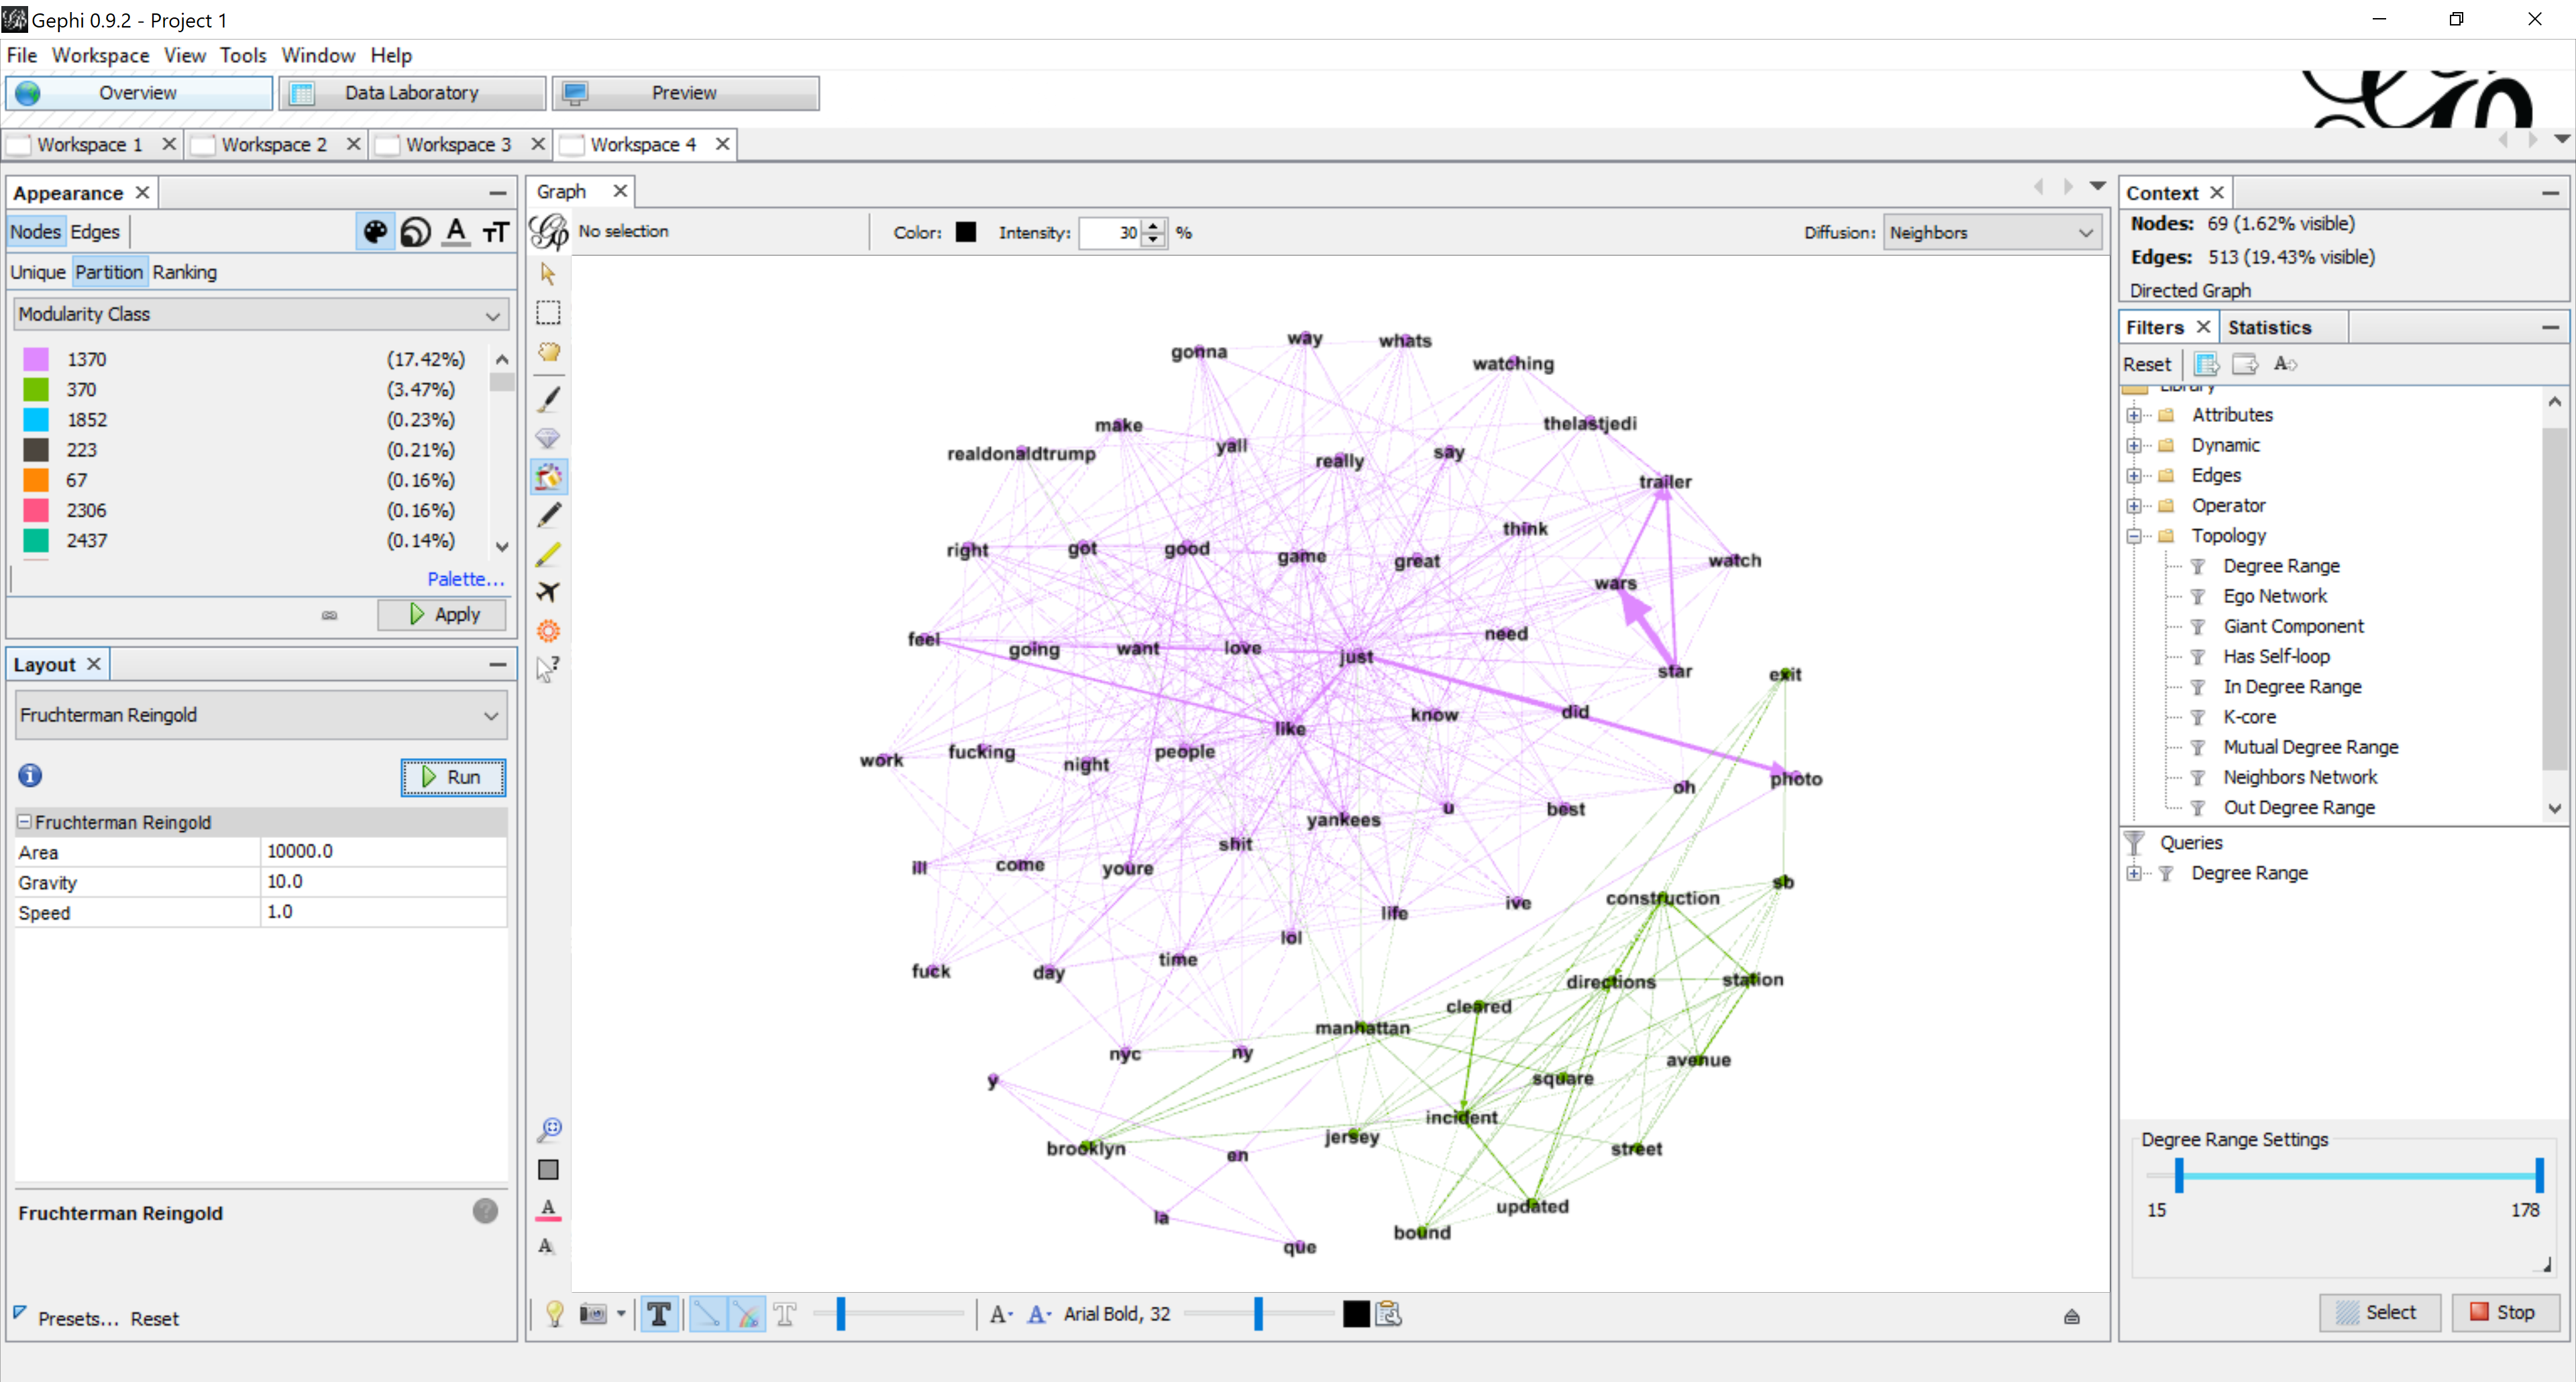 Gephi 0.9.2 - Project 1
File Workspace View Tools Window Help
Overview Data Laboratory Preview
Workspace 1 Workspace 2 Workspace 3 Workspace 4
Appearance
Nodes Edges
Unique Partition Ranking
Modularity Class
1370 (17.42%)
370 (3.47%)
1852 (0.23%)
223 (0.21%)
67 (0.16%)
2306 (0.16%)
2437 (0.14%)
Palette...
Apply
Layout
Fruchterman Reingold
Run
Fruchterman Reingold
Area 10000.0
Gravity 10.0
Speed 1.0
Fruchterman Reingold
Presets... Reset
Graph
No selection Color: Intensity: 30 % Diffusion: Neighbors
way
whats
gonna
watching
thelastjedi
make
yall
say
realdonaldtrump
really
trailer
think
right
got
good
game
great
watch
wars
need
feel
going
want
love
just
star
exit
know
did
like
work
fucking
night
people
oh
photo
u
best
yankees
shit
ill
come
youre
sb
construction
ive
life
lol
time
fuck
day
directions
station
cleared
manhattan
nyc
ny
avenue
y
square
incident
jersey
brooklyn
en
street
updated
la
bound
que
Arial Bold, 32
Context
Nodes: 69 (1.62% visible)
Edges: 513 (19.43% visible)
Directed Graph
Filters Statistics
Reset
Library
Attributes
Dynamic
Edges
Operator
Topology
Degree Range
Ego Network
Giant Component
Has Self-loop
In Degree Range
K-core
Mutual Degree Range
Neighbors Network
Out Degree Range
Queries
Degree Range
Degree Range Settings
15 178
Select Stop